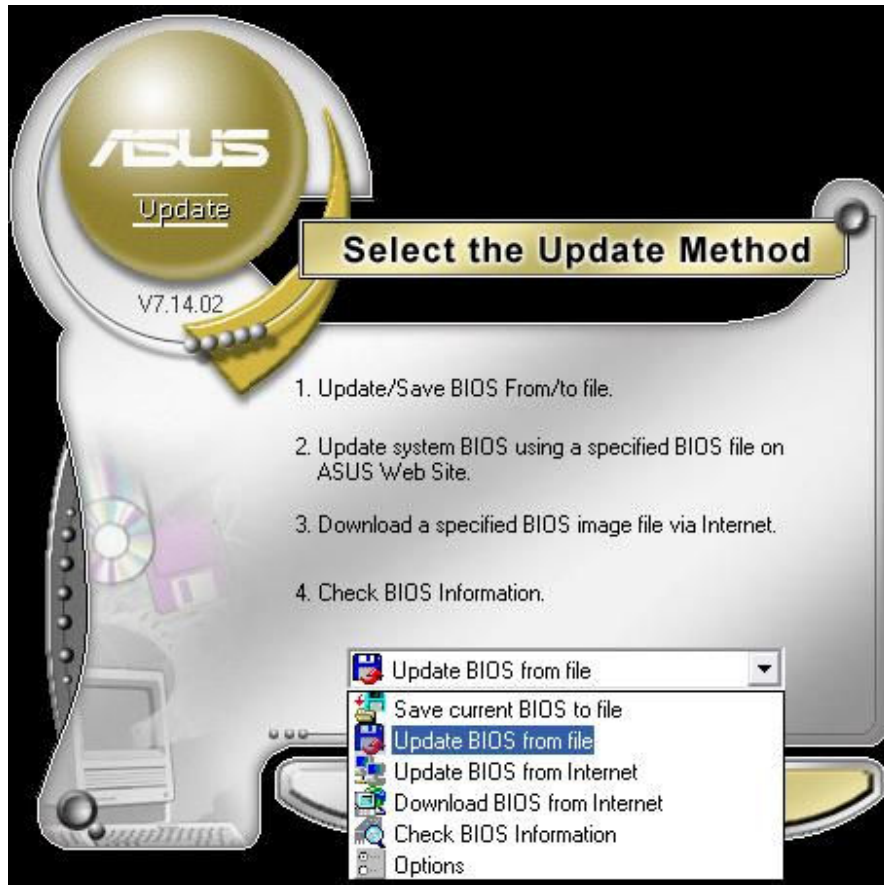 ASUS
Update
V7.14.02
Select the Update Method
1. Update/Save BIOS From/to file.
2. Update system BIOS using a specified BIOS file on
ASUS Web Site.
3. Download a specified BIOS image file via Internet.
4. Check BIOS Information.
Update BIOS from file
Save current BIOS to file
Update BIOS from file
Update BIOS from Internet
Download BIOS from Internet
Check BIOS Information
Options